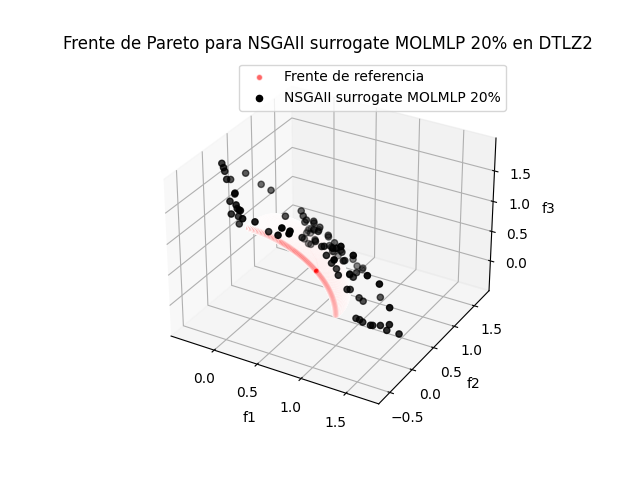 Frente de Pareto para NSGAII surrogate MOLMLP 20% en DTLZ2
Frente de referencia
NSGAII surrogate MOLMLP 20%
1.5
1.0
0.5
0.0
f3
1.5
1.0
0.5
0.0
−0.5
f2
0.0
0.5
1.0
1.5
f1